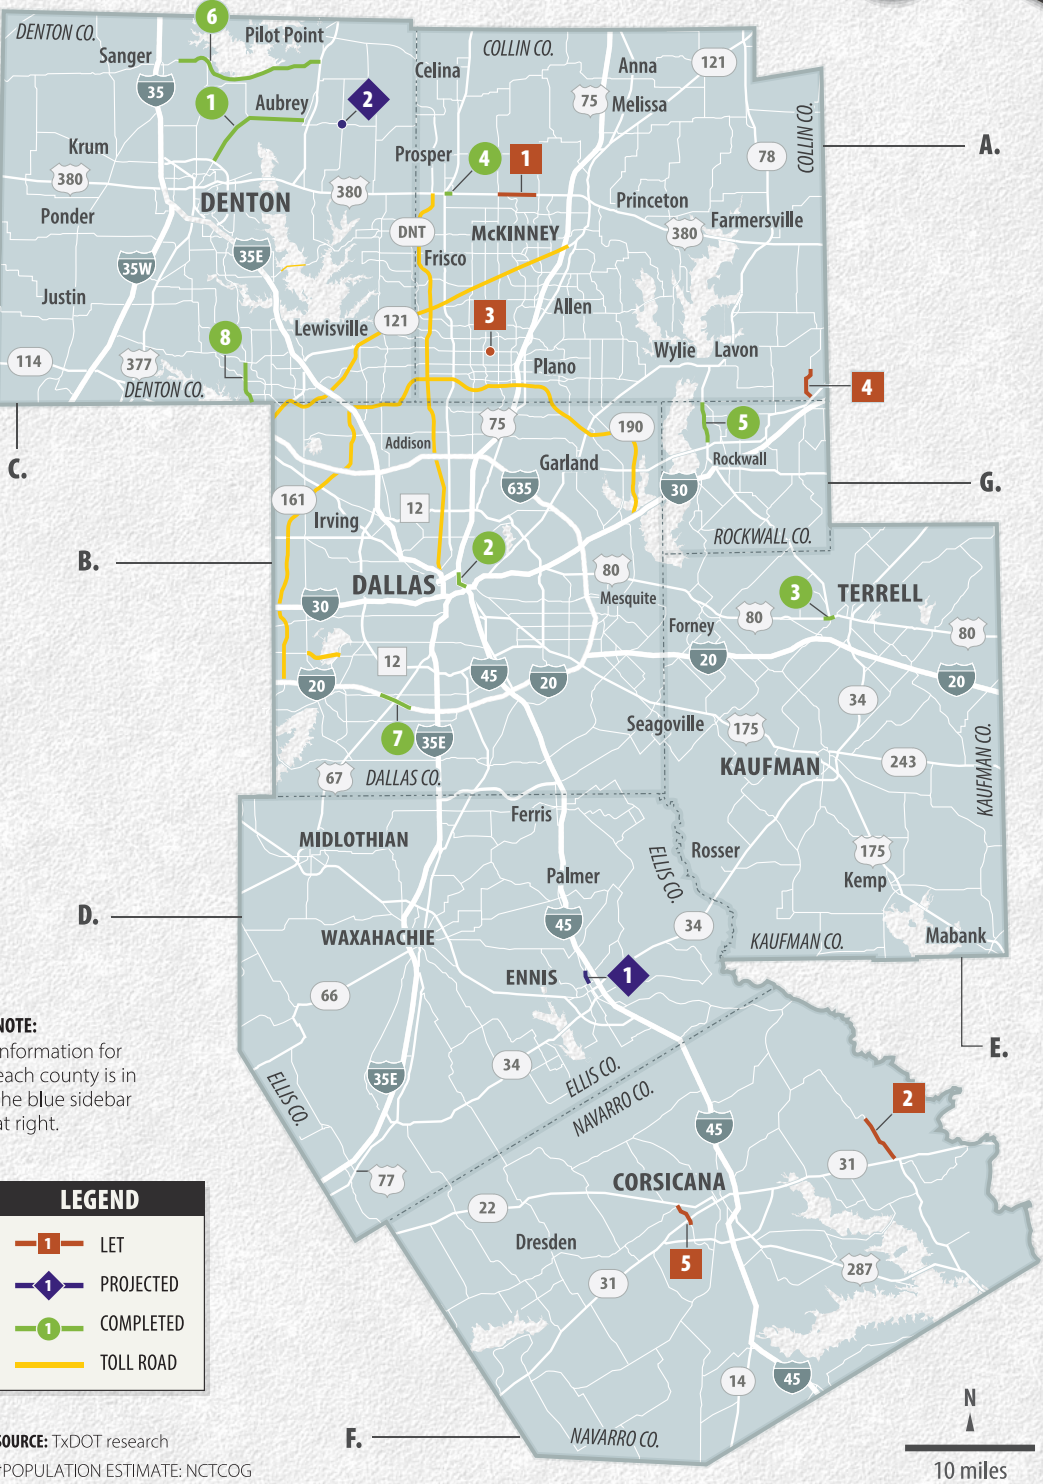 6
DENTON CO.
Pilot Point
COLLIN CO.
Sanger
Celina
Anna
121
35
1
Aubrey
2
75
Melissa
COLLIN CO.
Krum
Prosper
4
1
78
A.
380
380
DENTON
Princeton
Ponder
DNT
McKINNEY
Farmersville
380
35W
35E
Frisco
Justin
Allen
3
8
Lewisville
121
114
377
Plano
Wylie
Lavon
DENTON CO.
4
C.
75
190
5
Addison
Garland
Rockwall
G.
161
635
30
12
Irving
ROCKWALL CO.
B.
2
80
DALLAS
Mesquite
3
TERRELL
30
Forney
80
80
12
20
45
20
20
20
34
Seagoville
175
7
35E
KAUFMAN
243
KAUFMAN CO.
67
DALLAS CO.
Ferris
MIDLOTHIAN
Rosser
175
ELLIS CO.
Palmer
Kemp
D.
45
34
WAXAHACHIE
KAUFMAN CO.
Mabank
ENNIS
1
66
NOTE:
nformation for
each county is in
he blue sidebar
at right.
E.
34
35E
ELLIS CO.
ELLIS CO.
NAVARRO CO.
2
45
31
77
CORSICANA
LEGEND
22
1 LET
Dresden
5
287
1 PROJECTED
31
1 COMPLETED
TOLL ROAD
14
45
N
SOURCE: TxDOT research
F.
NAVARRO CO.
*POPULATION ESTIMATE: NCTCOG
10 miles